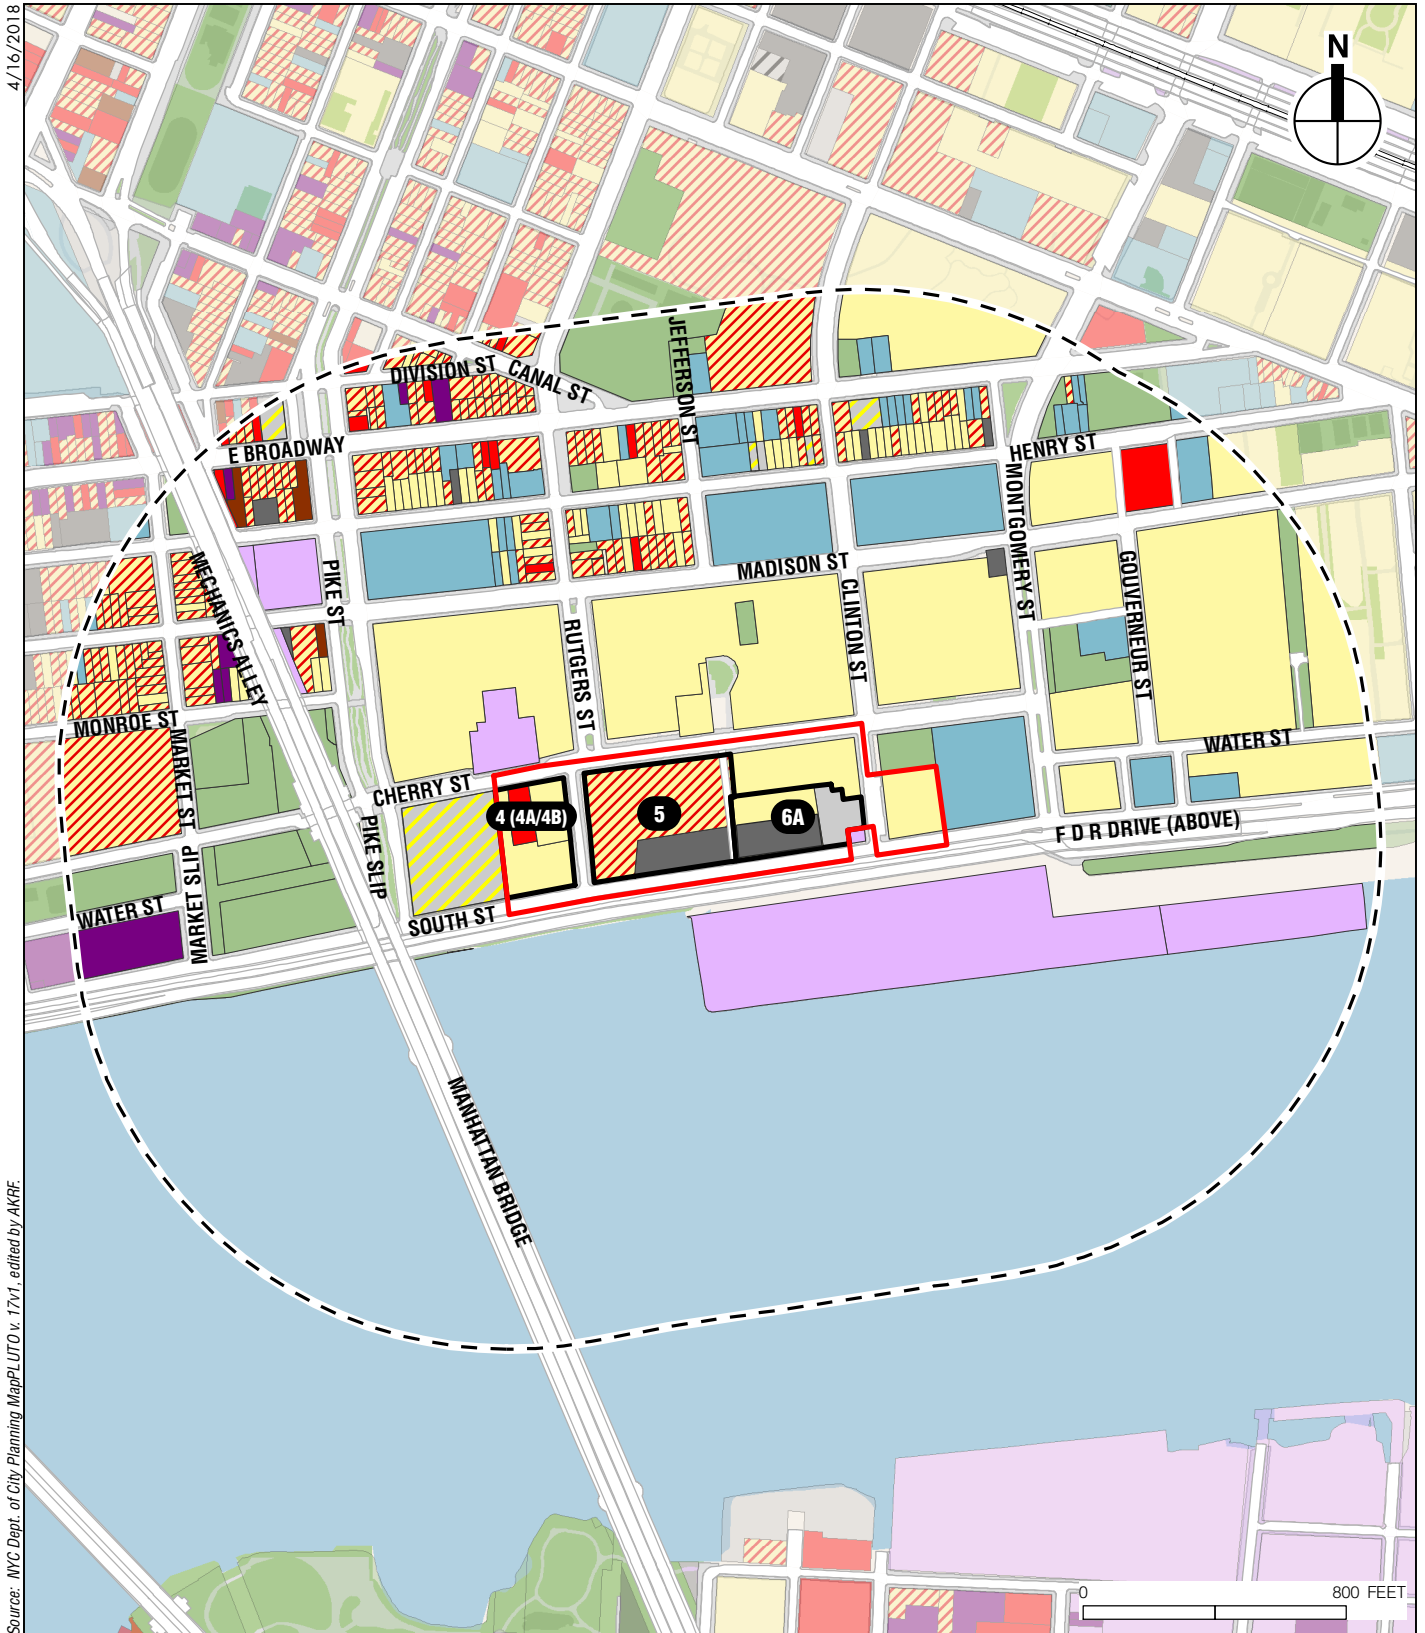 4/16/2018
N
JEFFERSON ST
DIVISION ST
CANAL ST
E BROADWAY
HENRY ST
MONTGOMERY ST
MECHANICS ALLEY
PIKE ST
MADISON ST
CLINTON ST
GOUVERNEUR ST
RUTGERS ST
MONROE ST
MARKET ST
WATER ST
CHERRY ST
4 (4A/4B)
5
6A
F D R DRIVE (ABOVE)
PIKE SLIP
MARKET SLIP
WATER ST
SOUTH ST
MANHATTAN BRIDGE
Source: NYC Dept. of City Planning MapPLUTO v. 17v1, edited by AKRF.
0 800 FEET